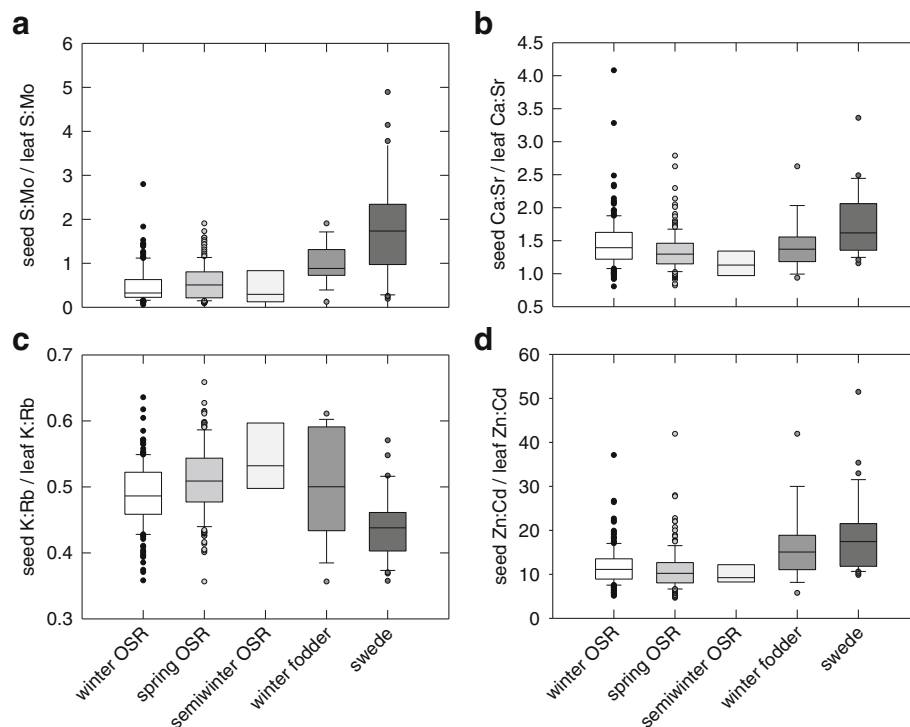 a
seed S:Mo / leaf S:Mo
6
5
4
3
2
1
0
b
seed Ca:Sr / leaf Ca:Sr
4.5
4.0
3.5
3.0
2.5
2.0
1.5
1.0
0.5
c
seed K:Rb / leaf K:Rb
0.7
0.6
0.5
0.4
0.3
winter OSR
spring OSR
semiwinter OSR
winter fodder
swede
d
seed Zn:Cd / leaf Zn:Cd
60
50
40
30
20
10
0
winter OSR
spring OSR
semiwinter OSR
winter fodder
swede